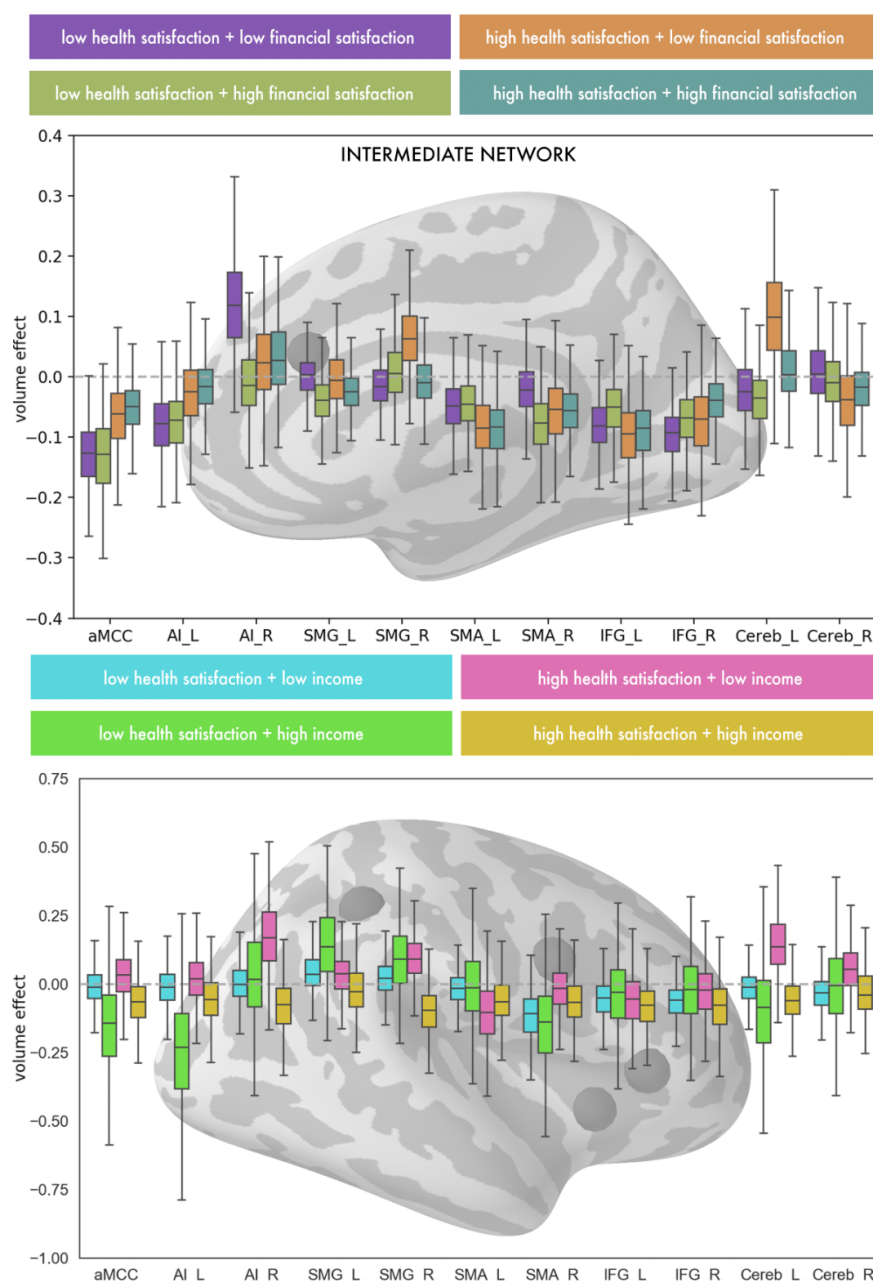 low health satisfaction + low financial satisfaction
high health satisfaction + low financial satisfaction
low health satisfaction + high financial satisfaction
high health satisfaction + high financial satisfaction
INTERMEDIATE NETWORK
volume effect
0.4
0.3
0.2
0.1
0.0
−0.1
−0.2
−0.3
−0.4
aMCC AI_L AI_R SMG_L SMG_R SMA_L SMA_R IFG_L IFG_R Cereb_L Cereb_R
low health satisfaction + low income
high health satisfaction + low income
low health satisfaction + high income
high health satisfaction + high income
volume effect
0.75
0.50
0.25
0.00
−0.25
−0.50
−0.75
−1.00
aMCC AI L AI R SMG L SMG R SMA L SMA R IFG L IFG R Cereb L Cereb R